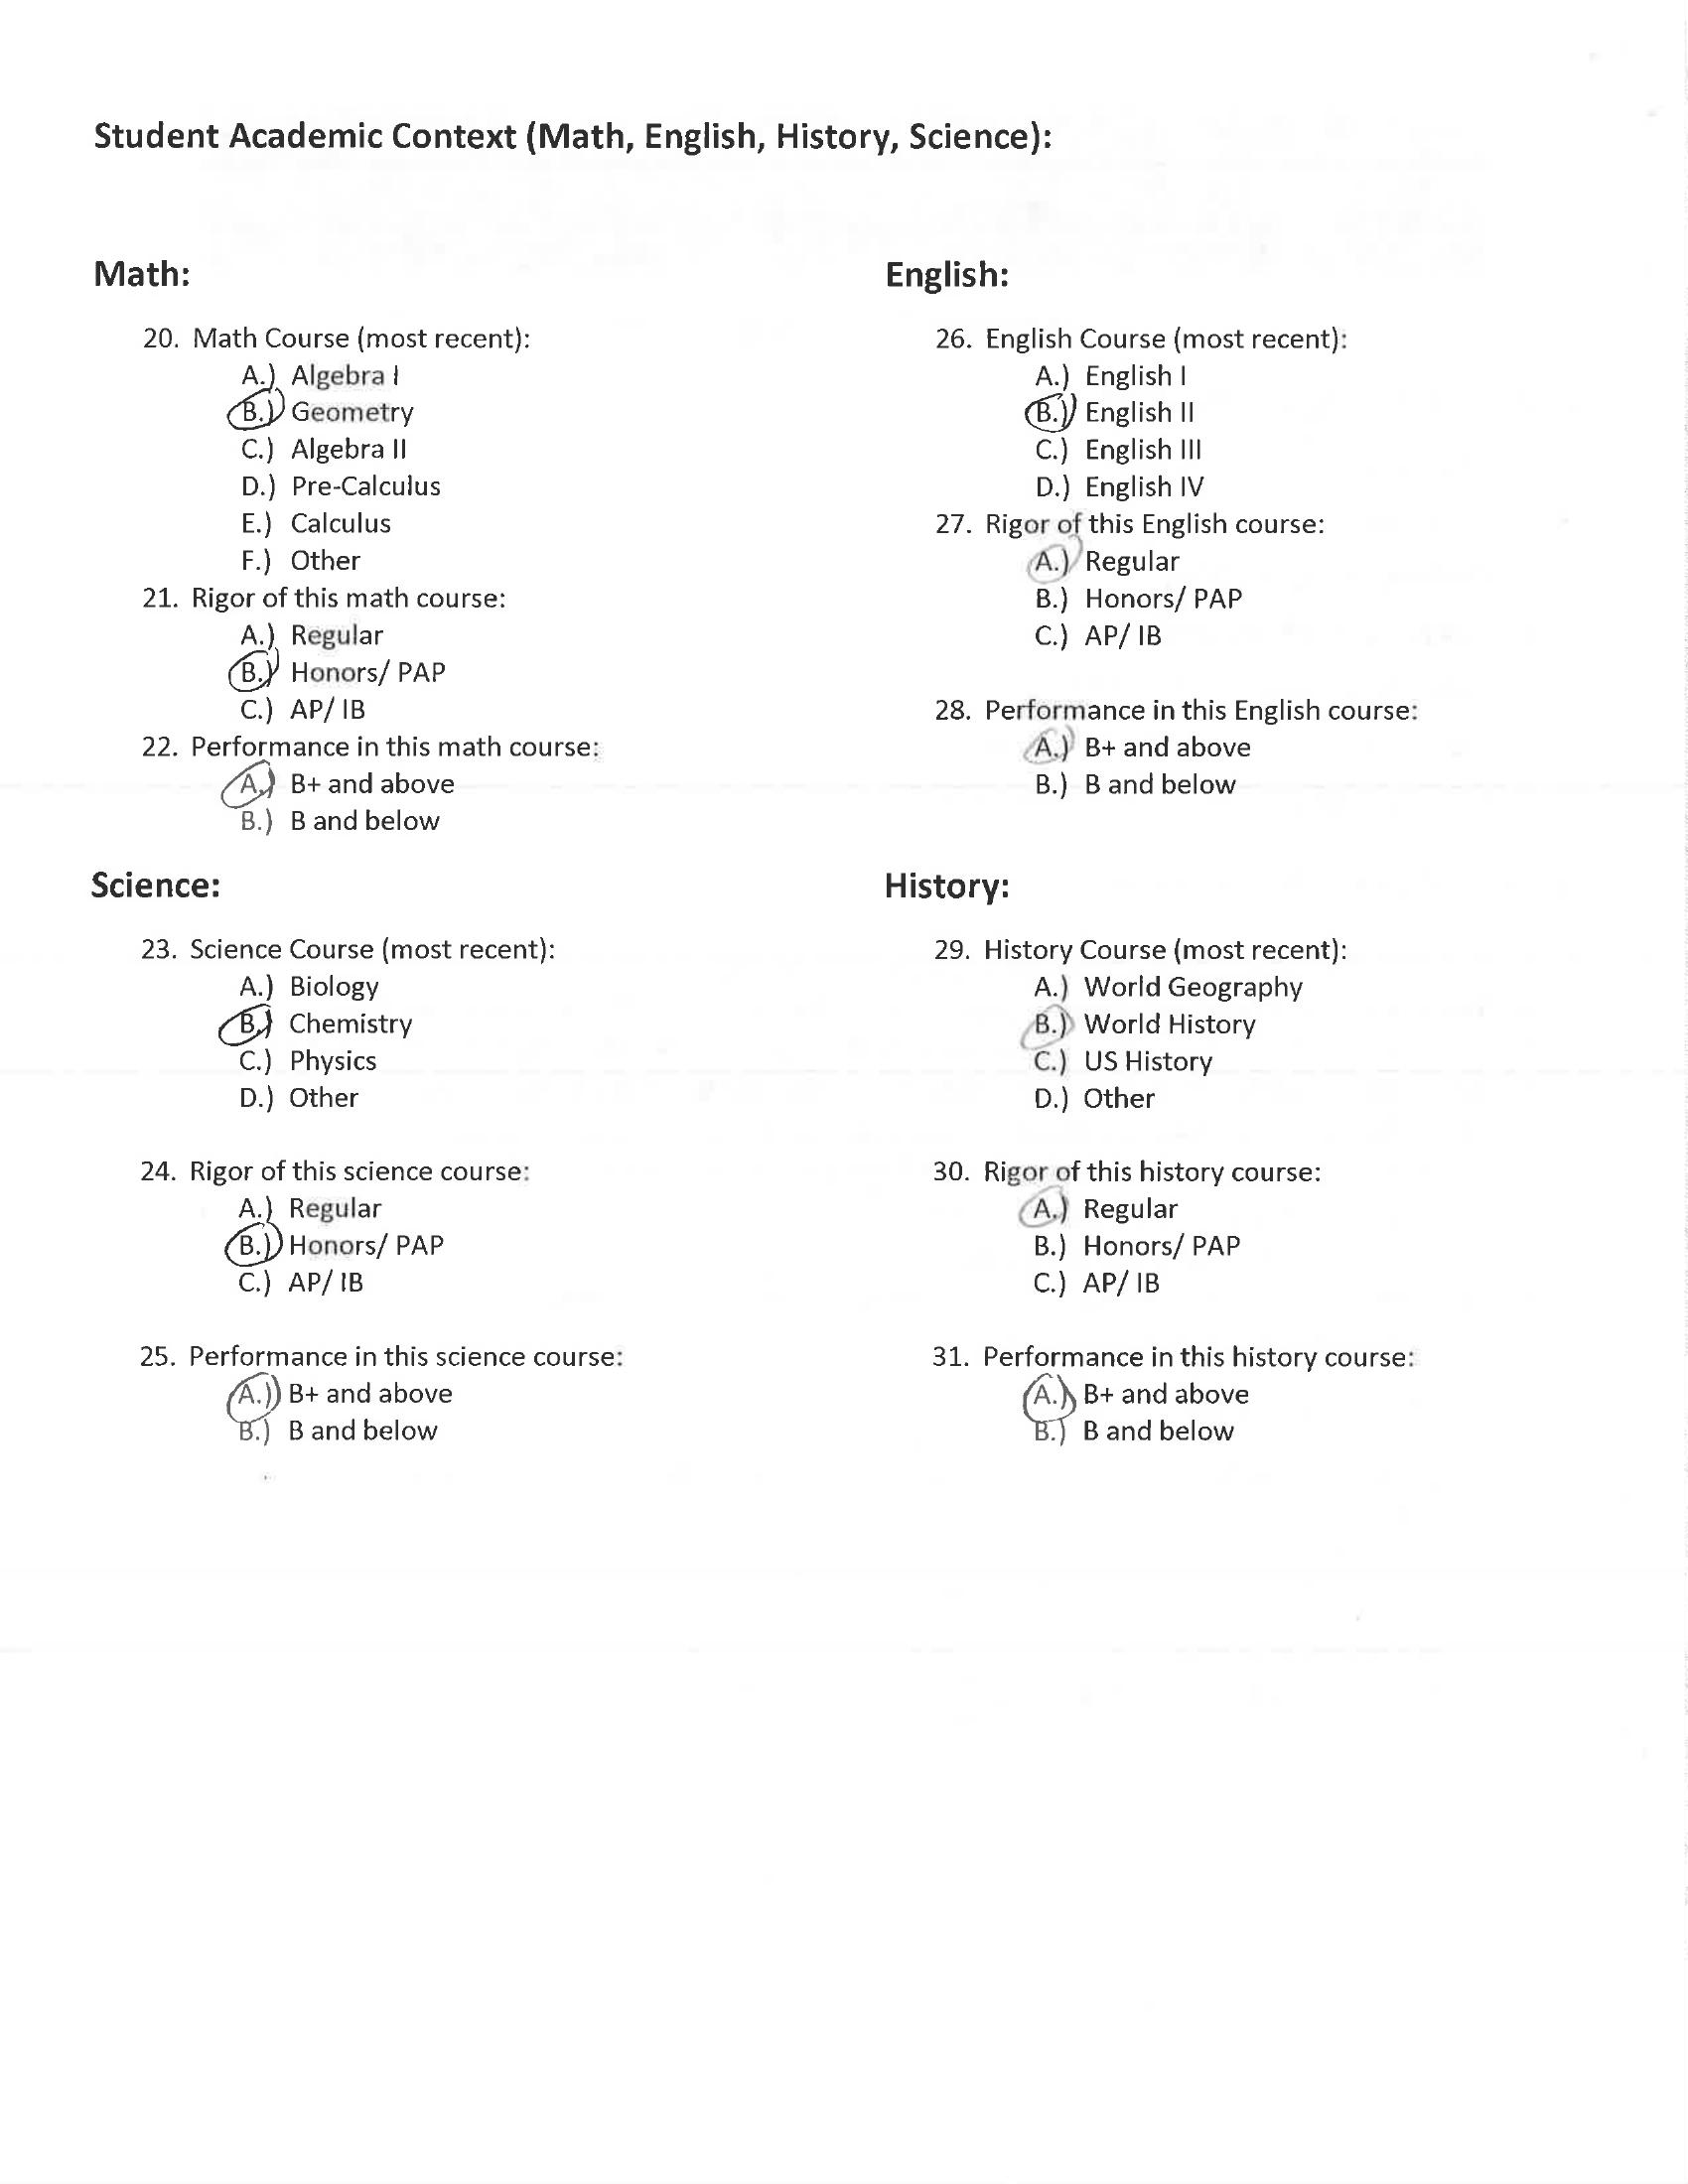 Student Academic Context (Math, English, History, Science):
Math:
20. Math Course (most recent):
A.) Algebra I
B.) Geometry
C.) Algebra II
D.) Pre-Calculus
E.) Calculus
F.) Other
21. Rigor of this math course:
A.) Regular
B.) Honors/ PAP
C.) AP/ IB
22. Performance in this math course:
A.) B+ and above
B.) B and below
Science:
23. Science Course (most recent):
A.) Biology
B.) Chemistry
C.) Physics
D.) Other
24. Rigor of this science course:
A.) Regular
B.) Honors/ PAP
C.) AP/ IB
25. Performance in this science course:
A.) B+ and above
B.) B and below
English:
26. English Course (most recent):
A.) English I
B.) English II
C.) English III
D.) English IV
27. Rigor of this English course:
A.) Regular
B.) Honors/ PAP
C.) AP/ IB
28. Performance in this English course:
A.) B+ and above
B.) B and below
History:
29. History Course (most recent):
A.) World Geography
B.) World History
C.) US History
D.) Other
30. Rigor of this history course:
A.) Regular
B.) Honors/ PAP
C.) AP/ IB
31. Performance in this history course:
A.) B+ and above
B.) B and below